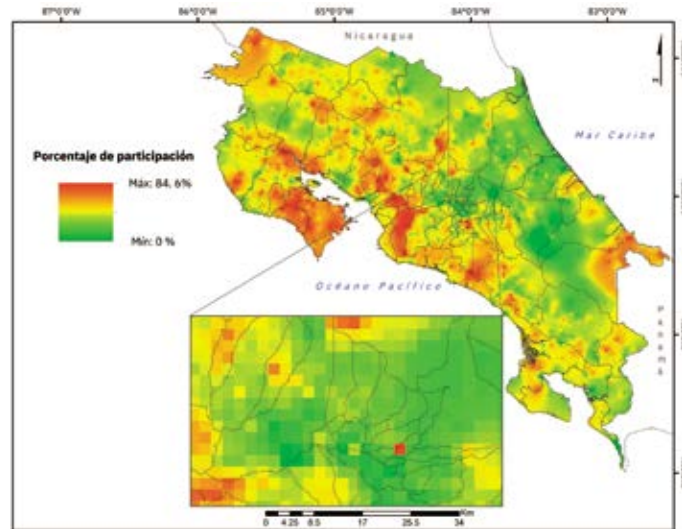 87°0'0"W 86°0'0"W 85°0'0"W 84°0'0"W 83°0'0"W
Nicaragua
Mar Caribe
Porcentaje de participación
Máx: 84, 6%
Mín: 0 %
Océano Pacífico
Panamá
Km
0 4.25 8.5 17 25.5 34